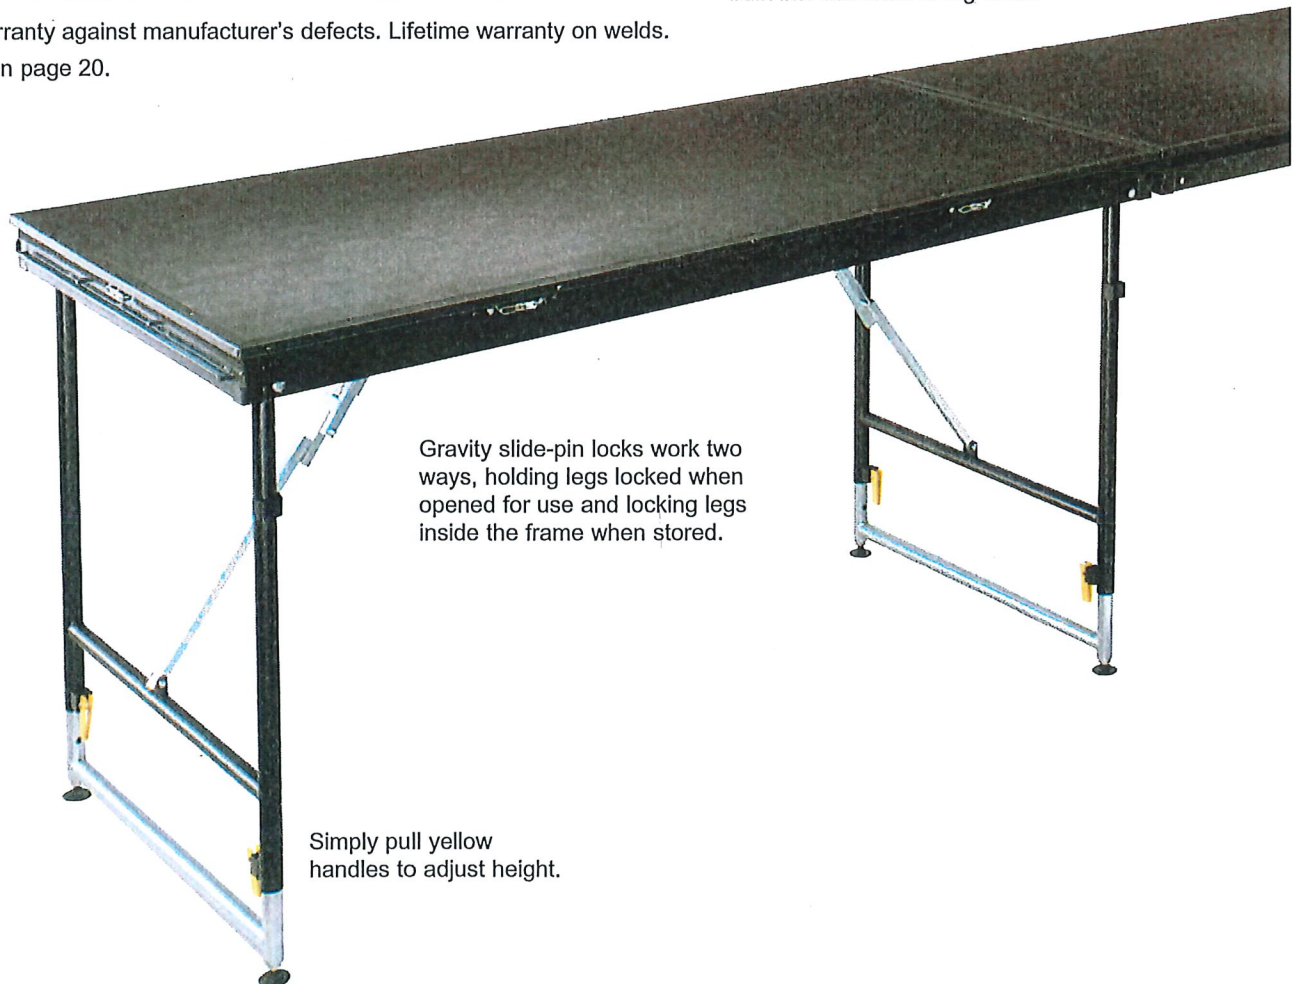 rranty against manufacturer's defects. Lifetime warranty on welds.
n page 20.
Gravity slide-pin locks work two
ways, holding legs locked when
opened for use and locking legs
inside the frame when stored.
Simply pull yellow
handles to adjust height.